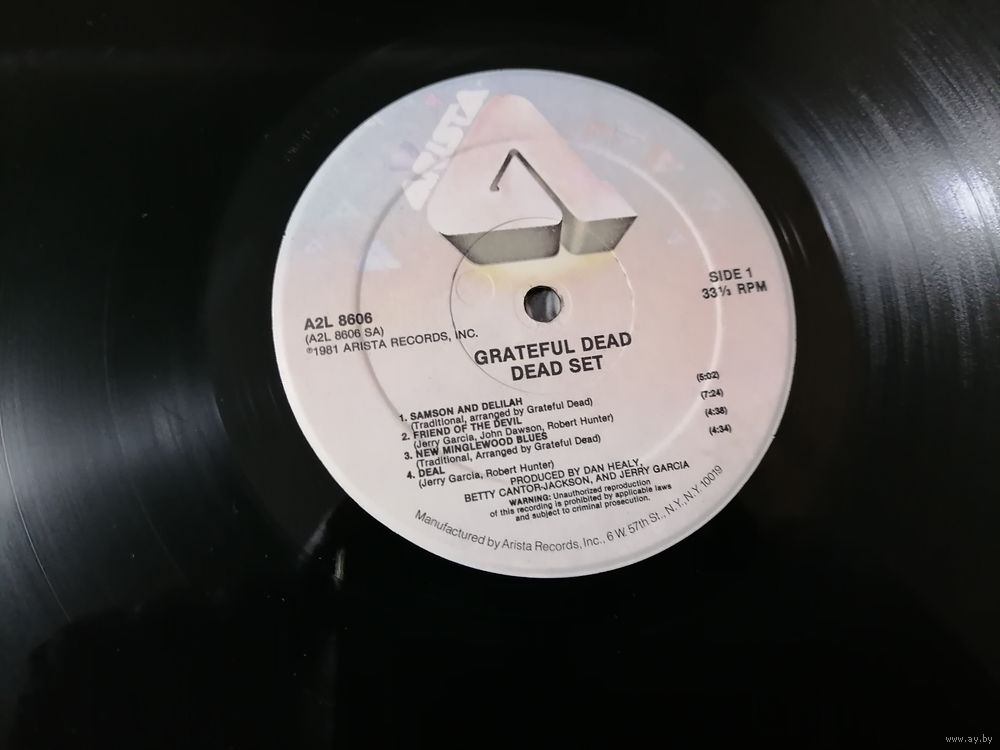 ARISTA
SIDE 1
33⅓ RPM
A2L 8606
(A2L 8606 SA)
℗1981 ARISTA RECORDS, INC.
GRATEFUL DEAD
DEAD SET
1. SAMSON AND DELILAH (5:02)
(Traditional, arranged by Grateful Dead)
2. FRIEND OF THE DEVIL (7:24)
(Jerry Garcia, John Dawson, Robert Hunter)
3. NEW MINGLEWOOD BLUES (4:38)
(Traditional, Arranged by Grateful Dead)
4. DEAL (4:34)
(Jerry Garcia, Robert Hunter)
PRODUCED BY DAN HEALY,
BETTY CANTOR-JACKSON, AND JERRY GARCIA
WARNING: Unauthorized reproduction
of this recording is prohibited by applicable laws
and subject to criminal prosecution.
Manufactured by Arista Records, Inc., 6 W. 57th St., N.Y., N.Y. 10019
www.ay.by